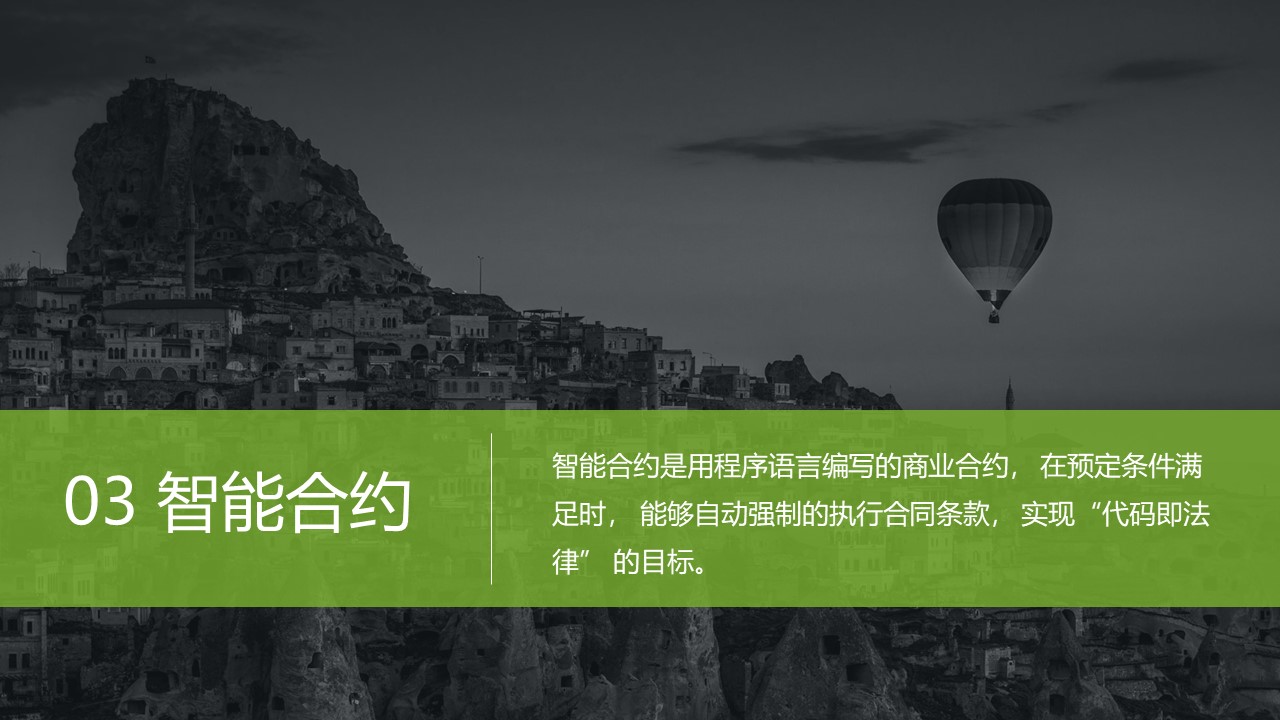 03 智能合约
智能合约是用程序语言编写的商业合约， 在预定条件满
足时， 能够自动强制的执行合同条款， 实现“代码即法
律” 的目标。